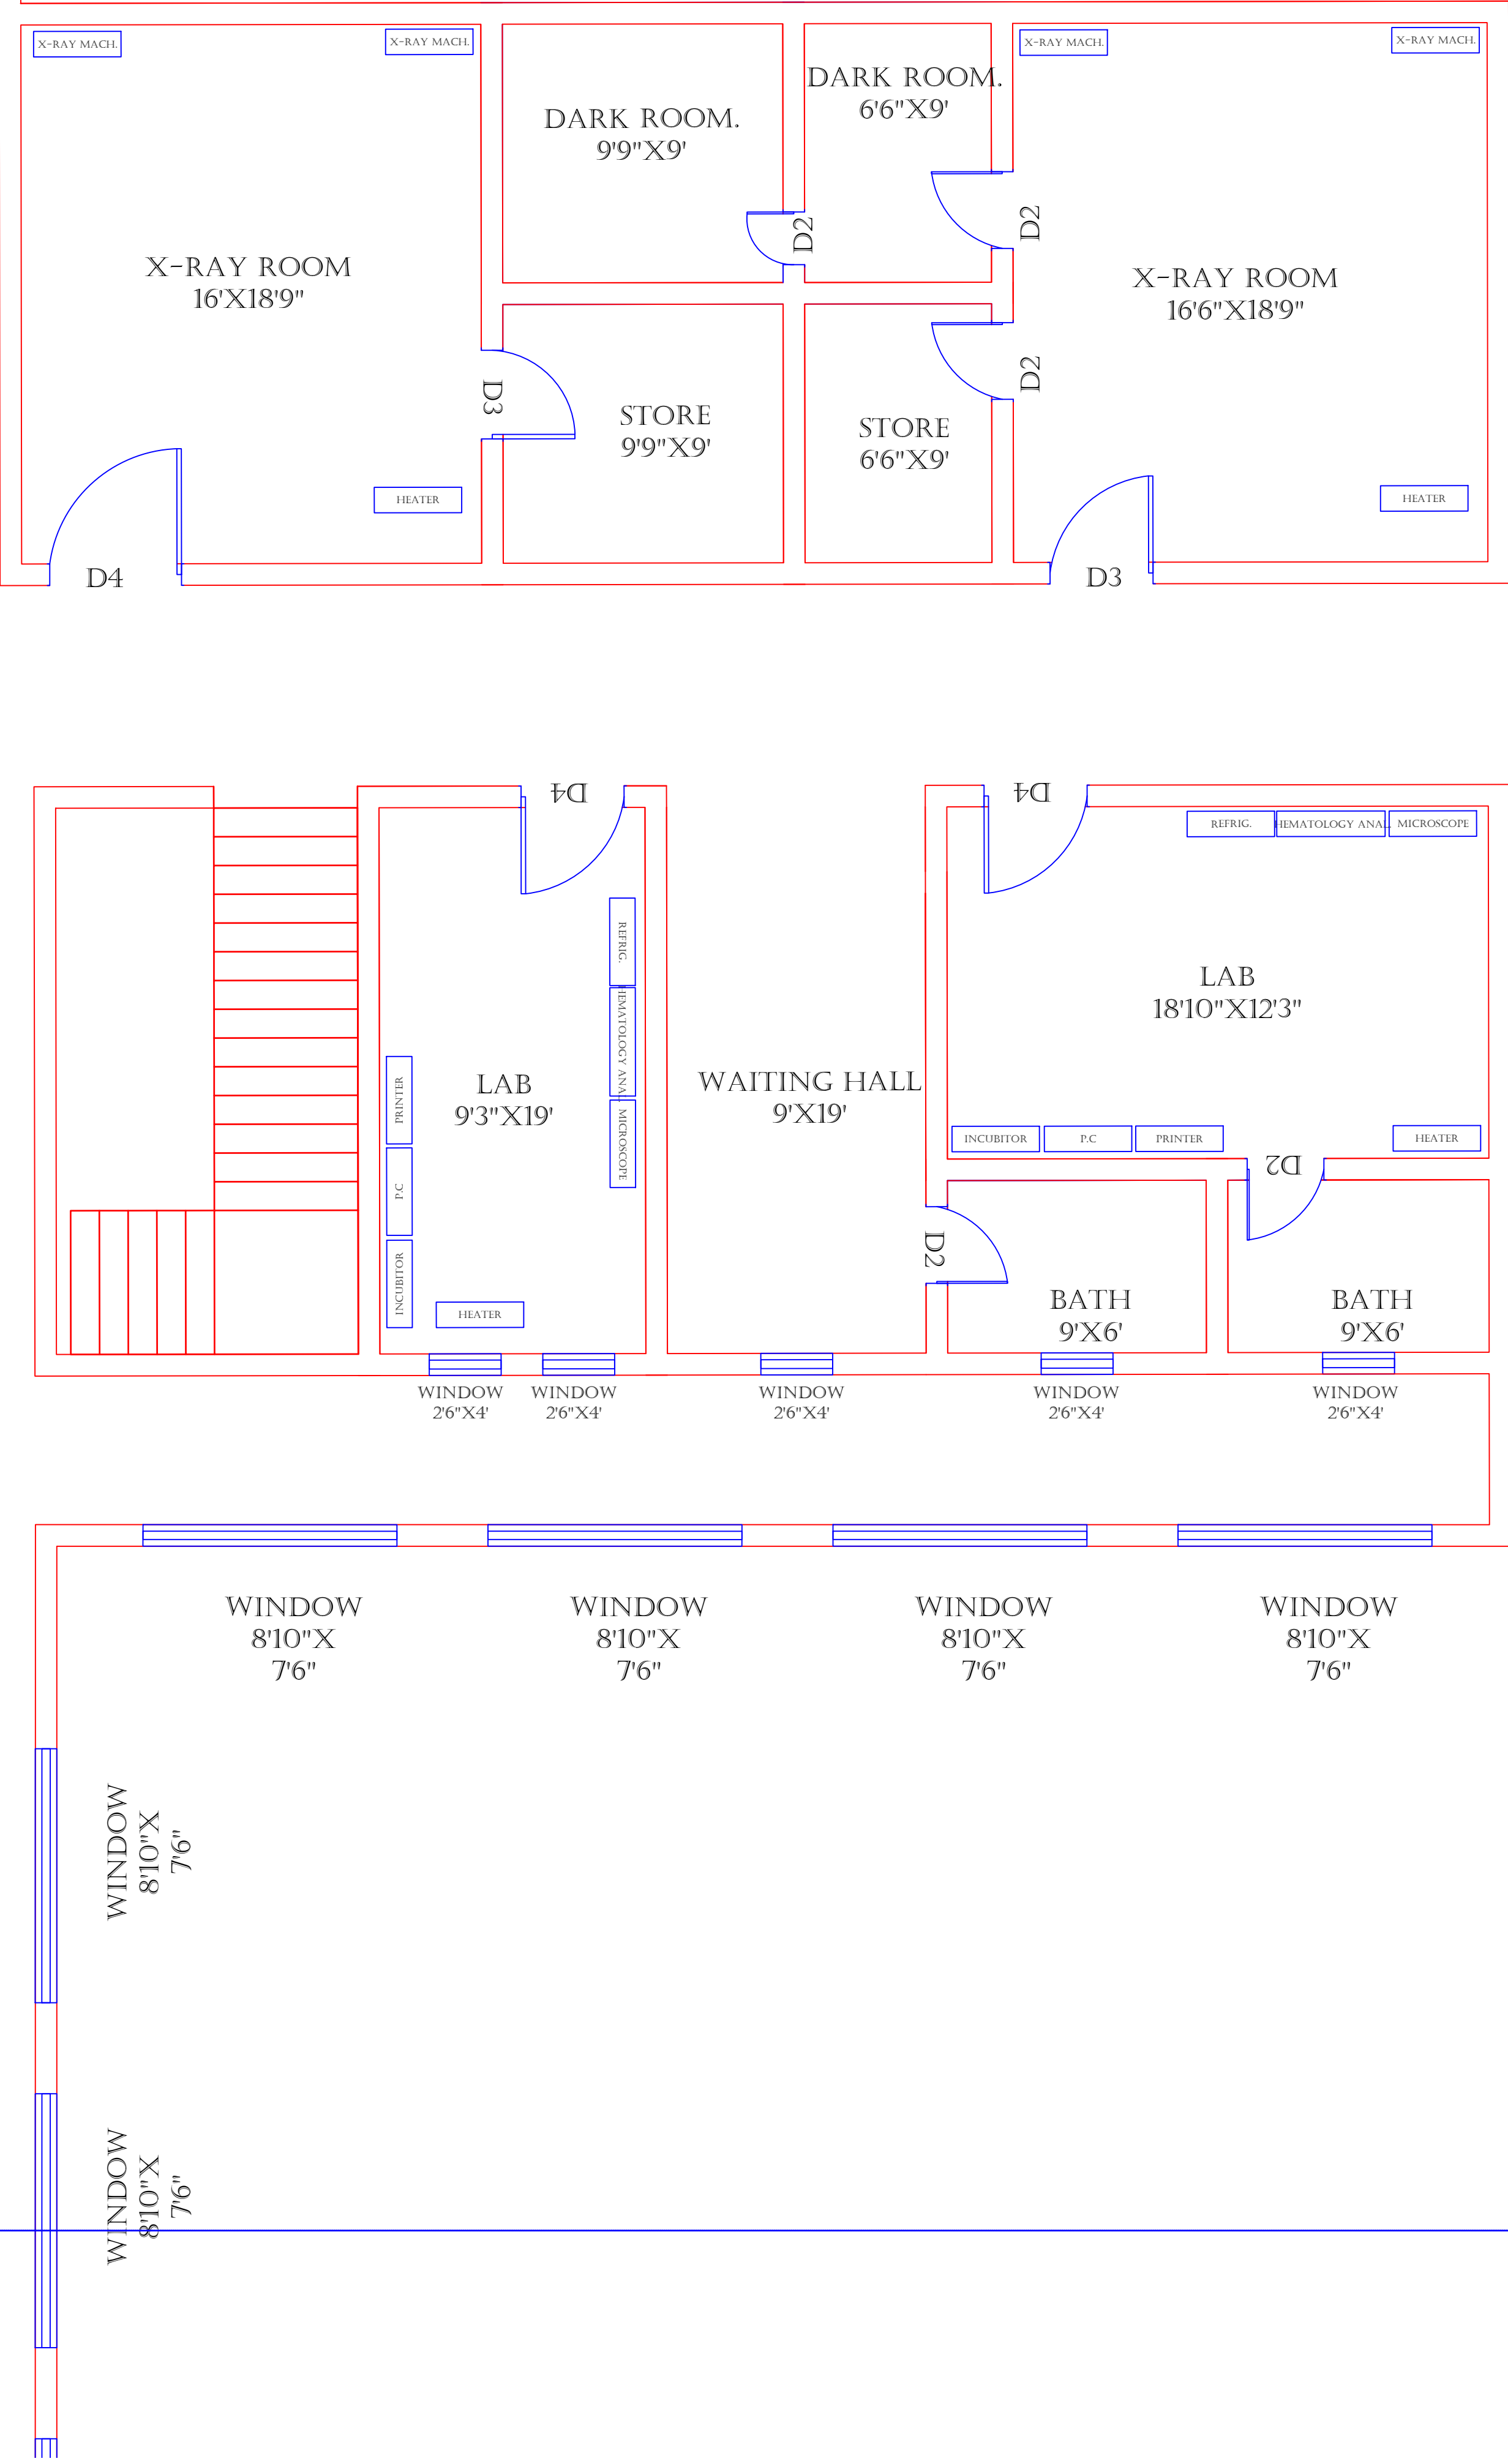 X-RAY MACH.
X-RAY MACH.
X-RAY MACH.
X-RAY MACH.
DARK ROOM.
9'9"X9'
DARK ROOM.
6'6"X9'
D2
D2
X-RAY ROOM
16'X18'9"
X-RAY ROOM
16'6"X18'9"
D3
D2
STORE
9'9"X9'
STORE
6'6"X9'
HEATER
HEATER
D4
D3
D4
D4
REFRIG.
HEMATOLOGY ANAL.
MICROSCOPE
REFRIG.
HEMATOLOGY ANAL.
MICROSCOPE
LAB
18'10"X12'3"
PRINTER
P.C
INCUBITOR
LAB
9'3"X19'
WAITING HALL
9'X19'
INCUBITOR
P.C
PRINTER
HEATER
D2
D2
HEATER
BATH
9'X6'
BATH
9'X6'
WINDOW
2'6"X4'
WINDOW
2'6"X4'
WINDOW
2'6"X4'
WINDOW
2'6"X4'
WINDOW
2'6"X4'
WINDOW
8'10"X
7'6"
WINDOW
8'10"X
7'6"
WINDOW
8'10"X
7'6"
WINDOW
8'10"X
7'6"
WINDOW
8'10"X
7'6"
WINDOW
8'10"X
7'6"